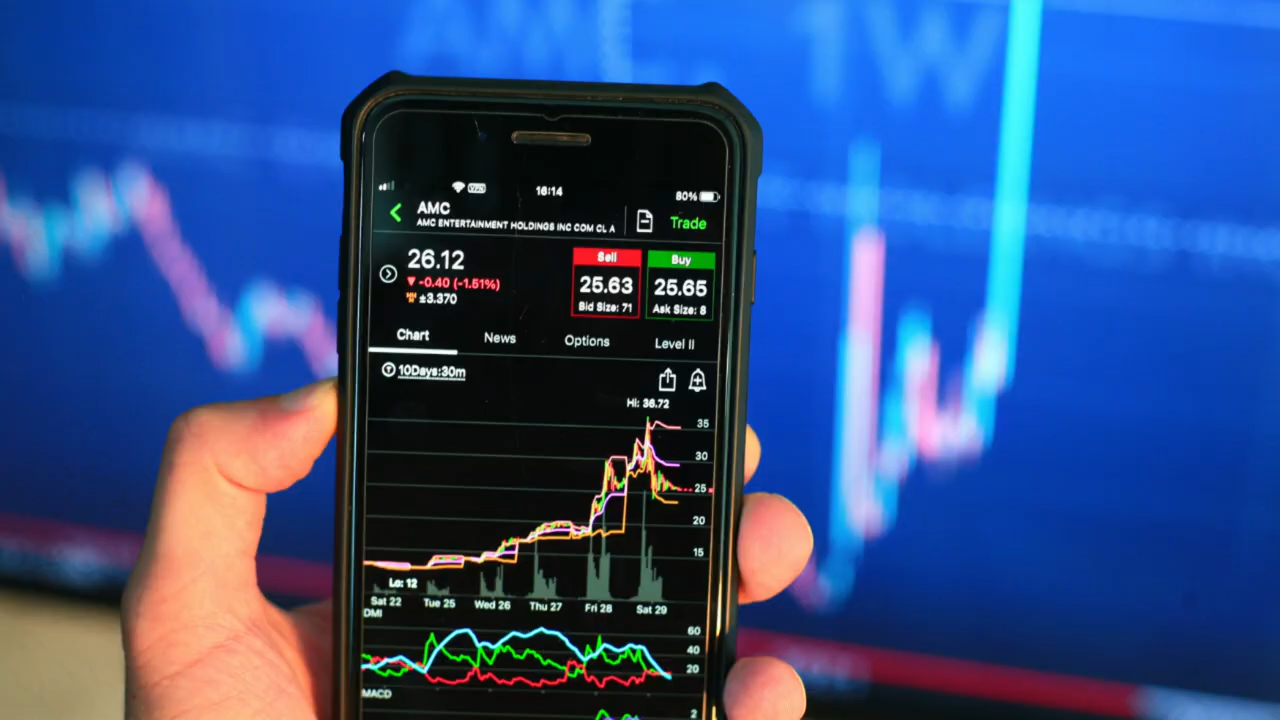 AMC 1W
VPN 16:14 80%
AMC
AMC ENTERTAINMENT HOLDINGS INC COM CL A
Trade
26.12
▼ -0.40 (-1.51%)
±3.370
Sell
25.63
Bid Size: 71
Buy
25.65
Ask Size: 8
Chart News Options Level II
10Days:30m
Hi: 36.72
35
30
25
20
15
Lo: 12
Sat 22 Tue 25 Wed 26 Thu 27 Fri 28 Sat 29
DMI
60
40
20
MACD
2